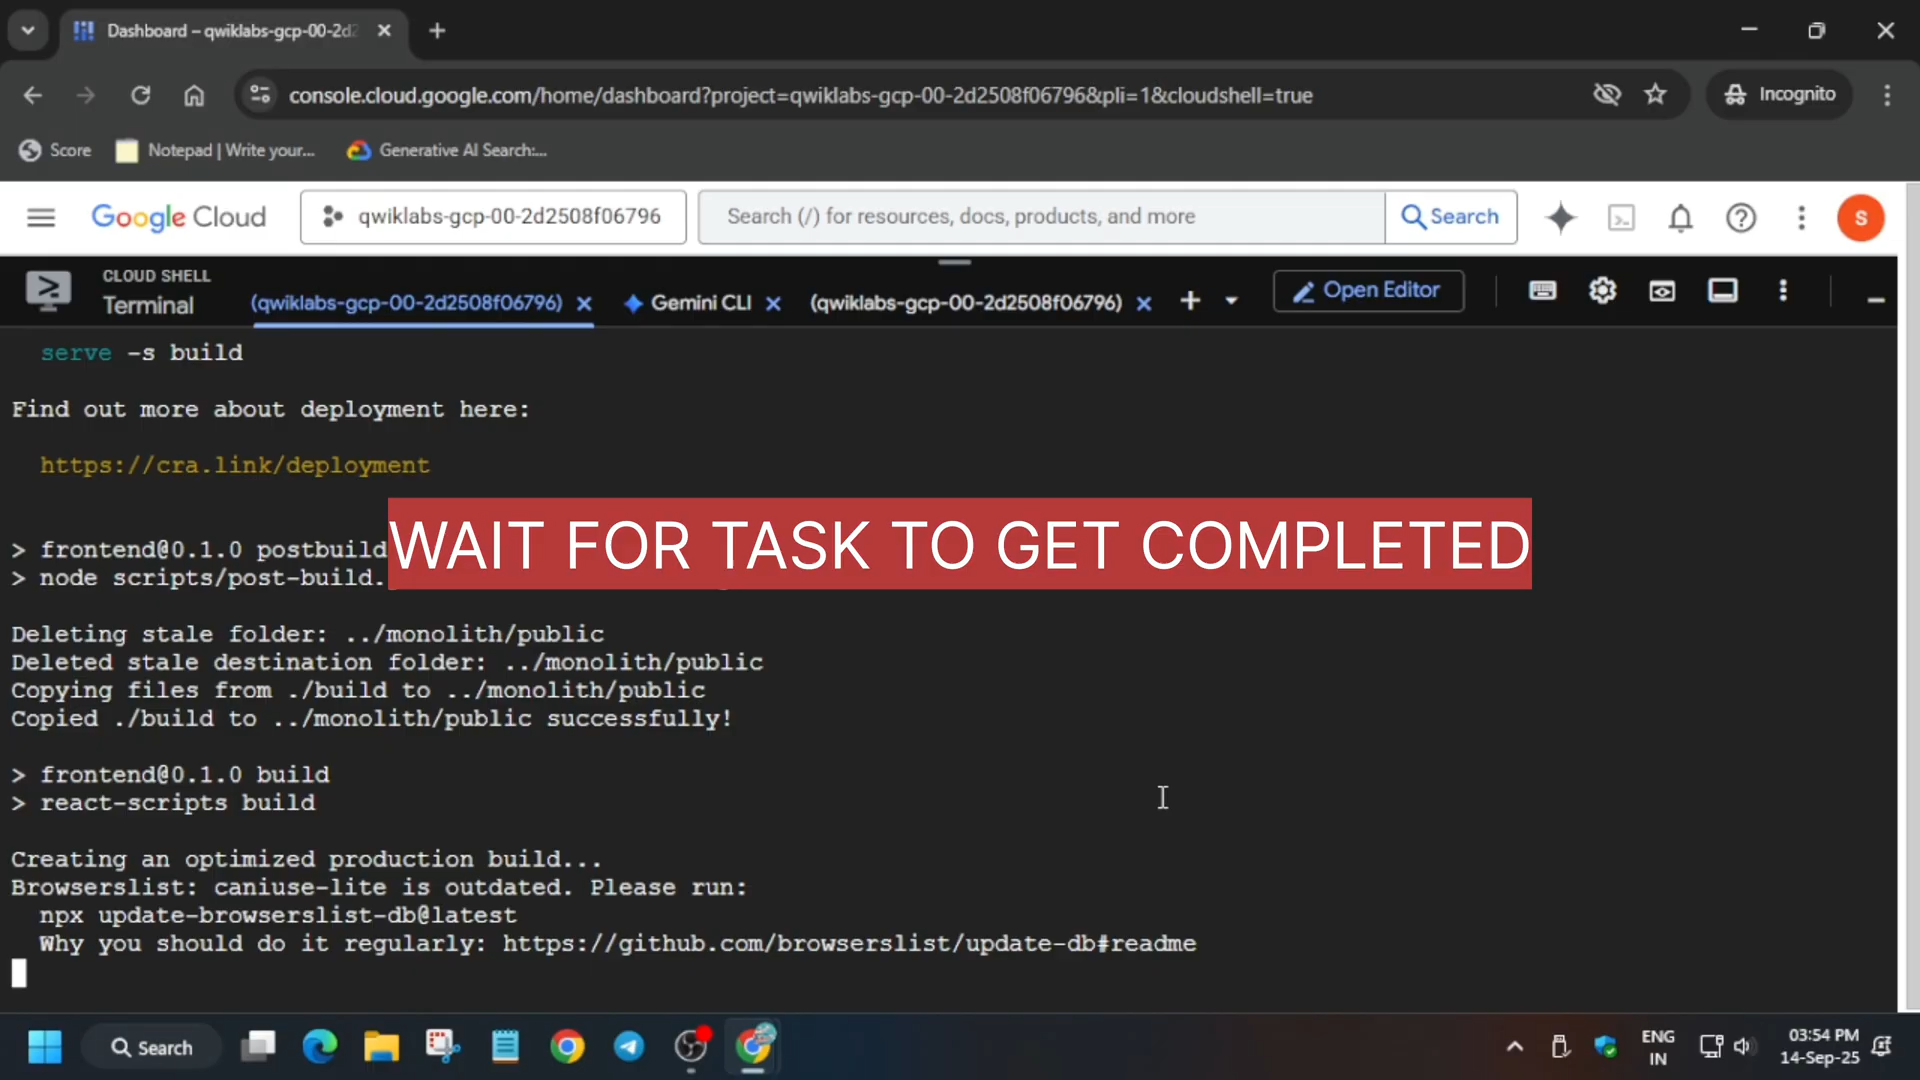 Dashboard – qwiklabs-gcp-00-2d2
console.cloud.google.com/home/dashboard?project=qwiklabs-gcp-00-2d2508f06796&pli=1&cloudshell=true
Incognito
Score
Notepad | Write your...
Generative AI Search:...
Google Cloud
qwiklabs-gcp-00-2d2508f06796
Search (/) for resources, docs, products, and more
Search
S
CLOUD SHELL
Terminal
(qwiklabs-gcp-00-2d2508f06796)
Gemini CLI
(qwiklabs-gcp-00-2d2508f06796)
Open Editor
serve -s build
Find out more about deployment here:
https://cra.link/deployment
> frontend@0.1.0 postbuild
> node scripts/post-build.
WAIT FOR TASK TO GET COMPLETED
Deleting stale folder: ../monolith/public
Deleted stale destination folder: ../monolith/public
Copying files from ./build to ../monolith/public
Copied ./build to ../monolith/public successfully!
> frontend@0.1.0 build
> react-scripts build
Creating an optimized production build...
Browserslist: caniuse-lite is outdated. Please run:
npx update-browserslist-db@latest
Why you should do it regularly: https://github.com/browserslist/update-db#readme
Search
ENG
IN
03:54 PM
14-Sep-25